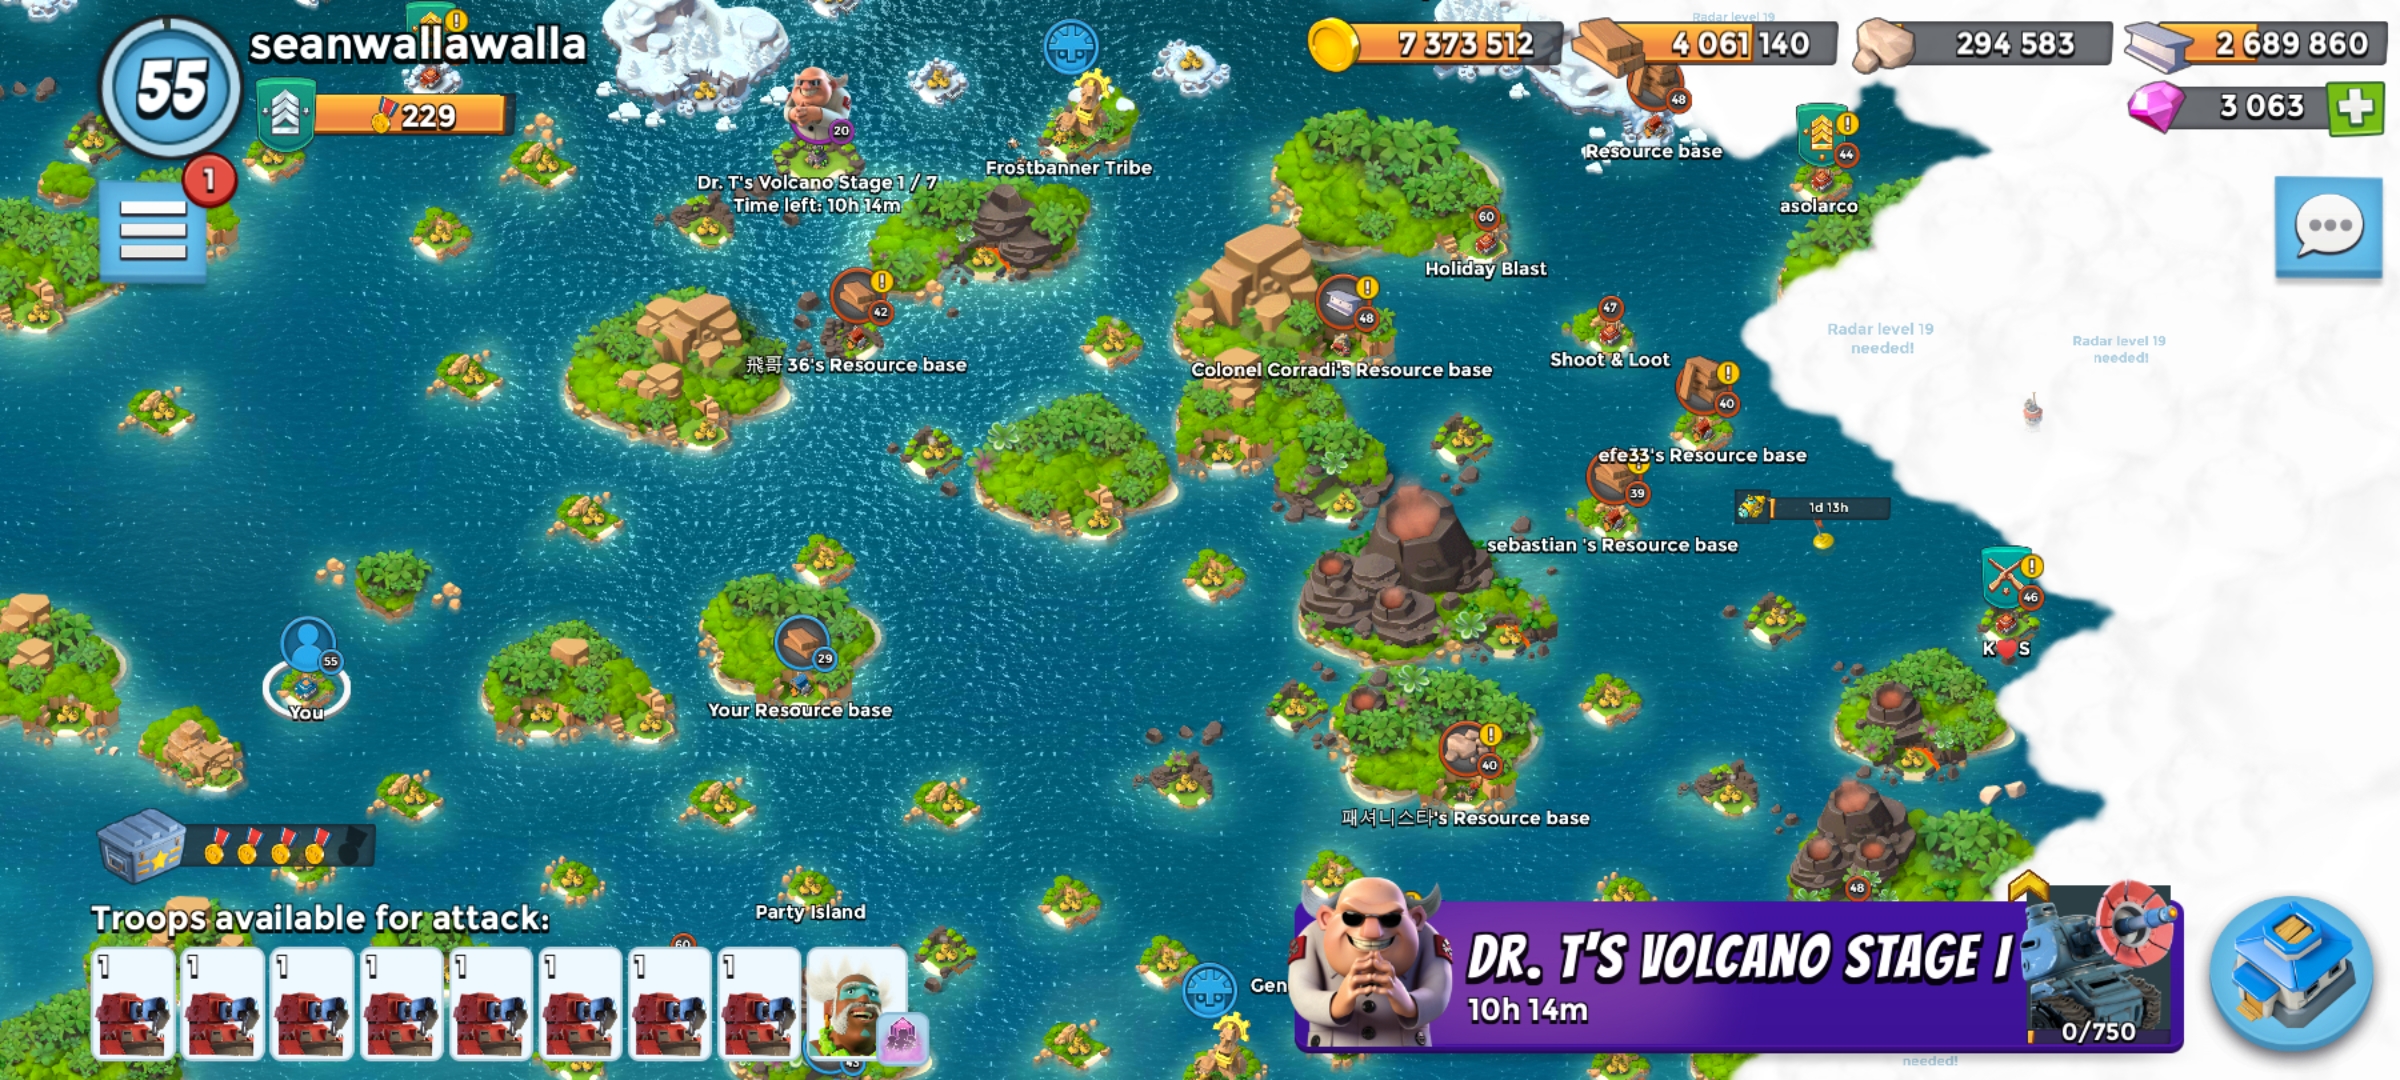 55
seanwallawalla
229
1
7 373 512
4 061 140
294 583
2 689 860
3 063
Radar level 19
20
Dr. T's Volcano Stage 1 / 7
Time left: 10h 14m
Frostbanner Tribe
48
Resource base
44
asolarco
60
Holiday Blast
42
飛哥 36's Resource base
48
Colonel Corradi's Resource base
47
Shoot & Loot
Radar level 19
needed!
Radar level 19
needed!
40
efe33's Resource base
39
sebastian 's Resource base
1d 13h
46
K❤️S
55
You
29
Your Resource base
40
패셔니스타's Resource base
48
Party Island
60
Troops available for attack:
1
1
1
1
1
1
1
1
43
Gen
DR. T'S VOLCANO STAGE I
10h 14m
0/750
needed!